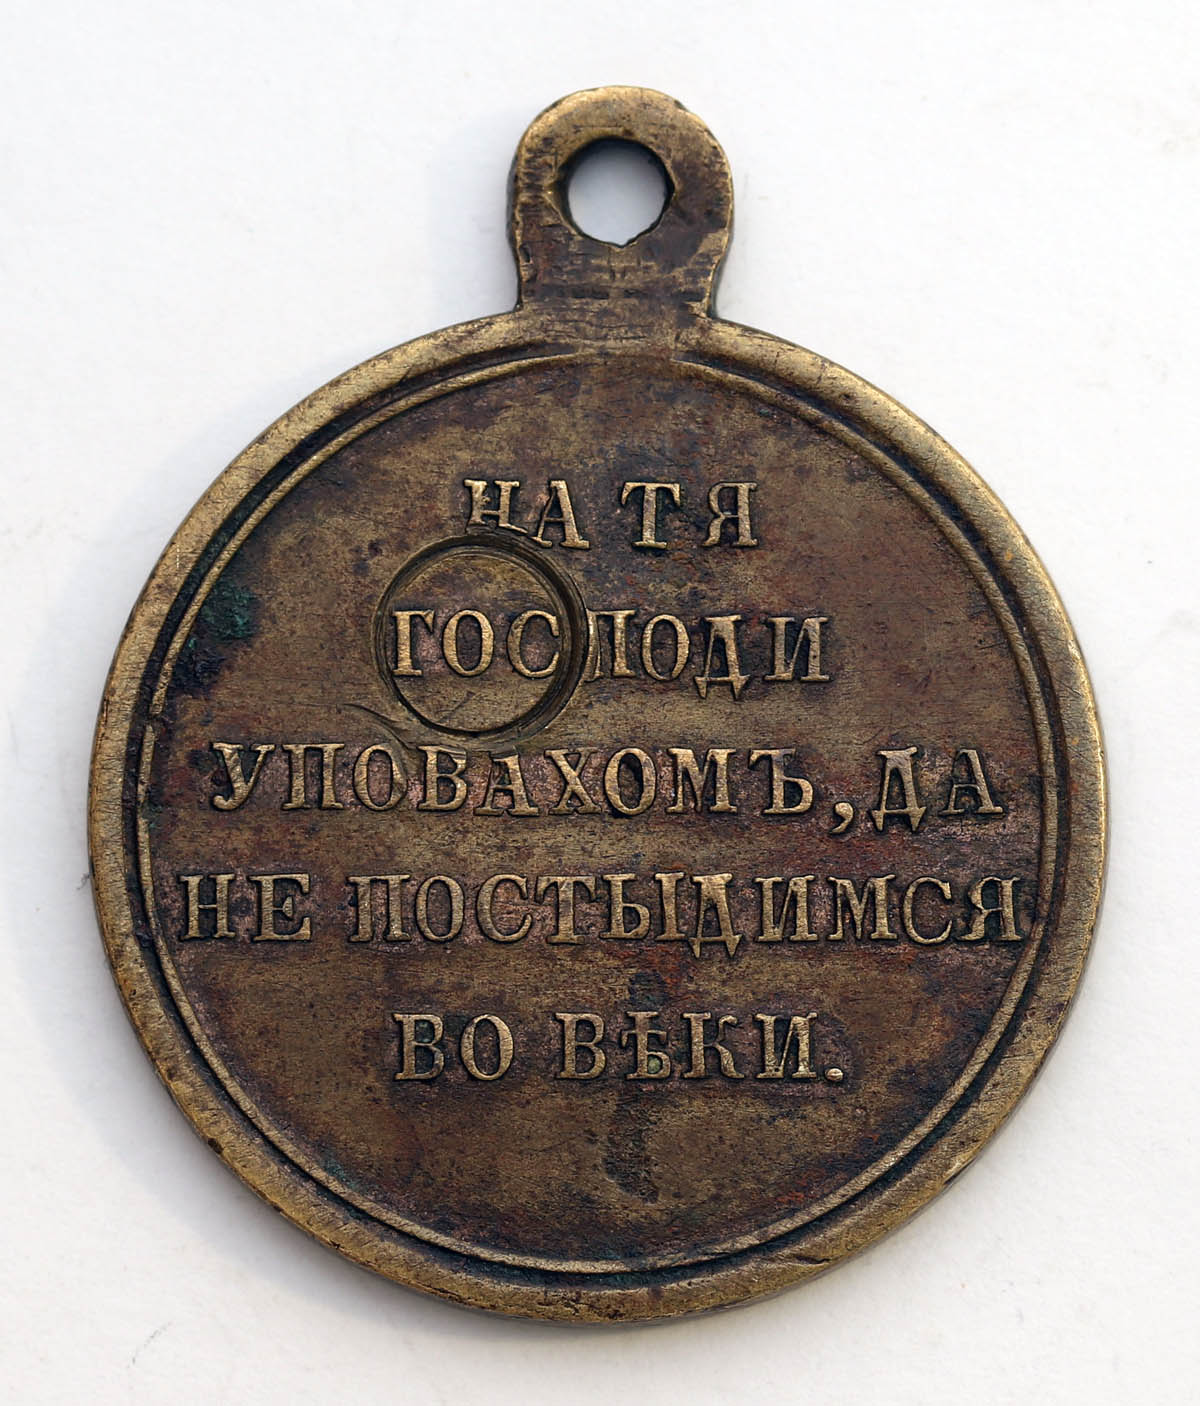 НА ТЯ
ГОСПОДИ
УПОВАХОМЪ, ДА
НЕ ПОСТЫДИМСЯ
ВО ВѢКИ.